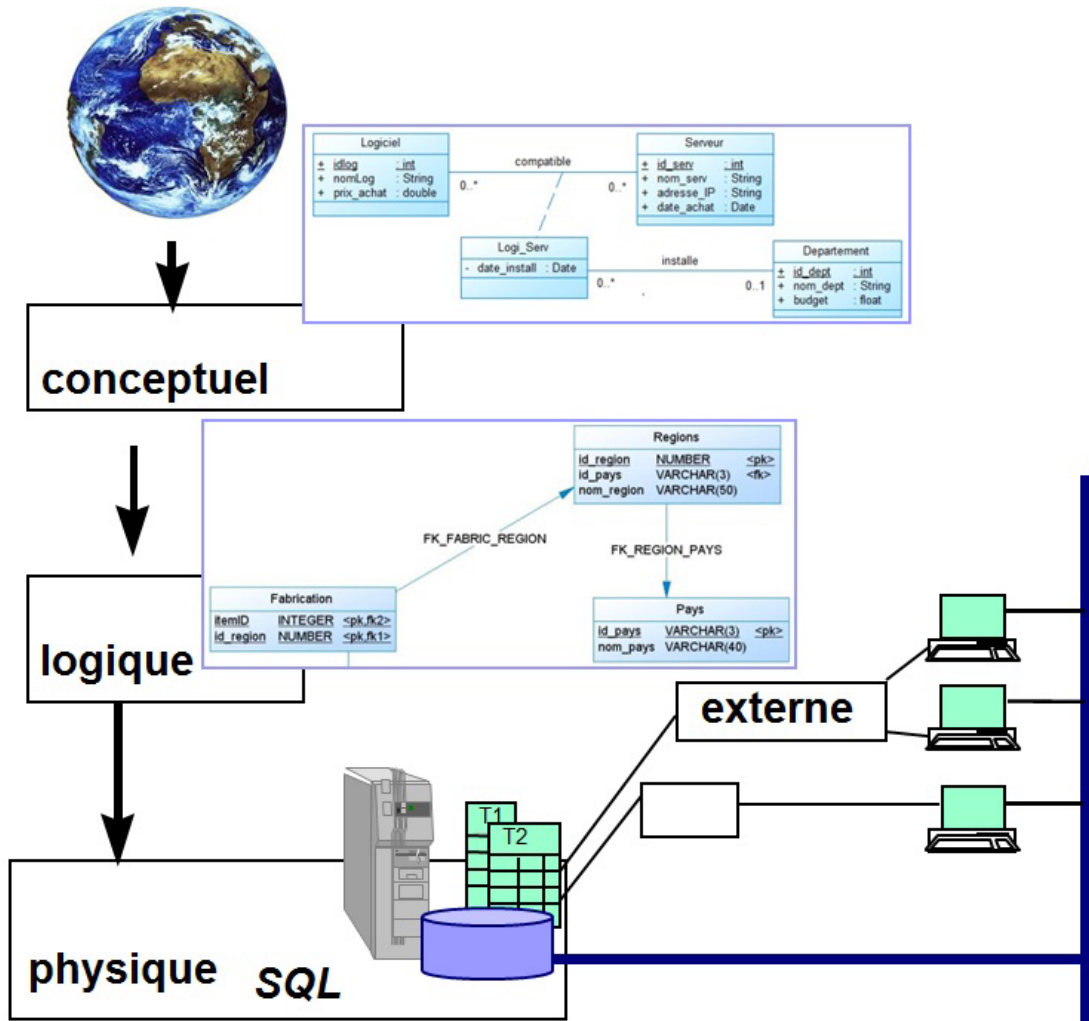 Logiciel
+ idlog : int
+ nomLog : String
+ prix_achat : double
compatible
0..*
0..*
Serveur
+ id_serv : int
+ nom_serv : String
+ adresse_IP : String
+ date_achat : Date
Logi_Serv
- date_install : Date
installe
0..*
0..1
Departement
+ id_dept : int
+ nom_dept : String
+ budget : float
conceptuel
Regions
id_region NUMBER <pk>
id_pays VARCHAR(3) <fk>
nom_region VARCHAR(50)
FK_FABRIC_REGION
FK_REGION_PAYS
Fabrication
itemID INTEGER <pk,fk2>
id_region NUMBER <pk,fk1>
Pays
id_pays VARCHAR(3) <pk>
nom_pays VARCHAR(40)
logique
externe
T1
T2
physique
SQL